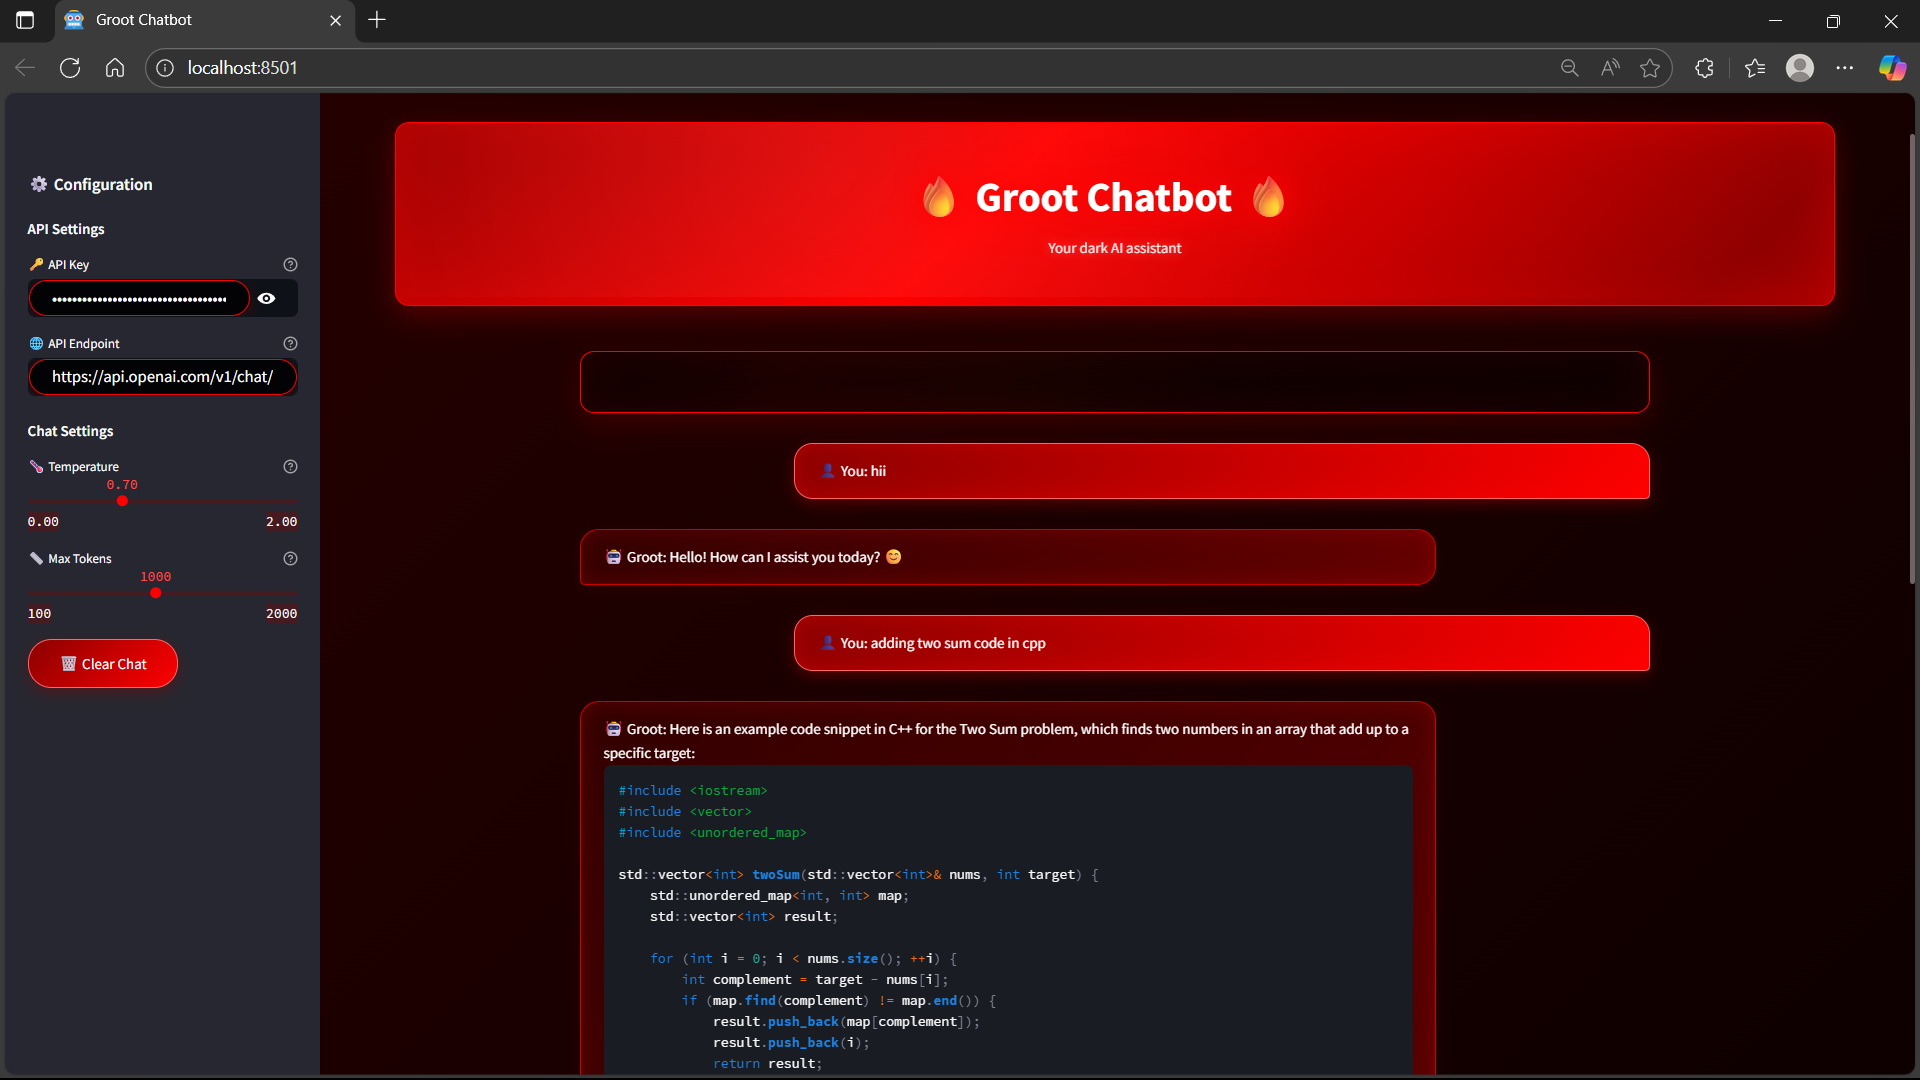 Groot Chatbot
localhost:8501
Configuration
API Settings
API Key
API Endpoint
https://api.openai.com/v1/chat/
Chat Settings
Temperature
0.70
0.00 2.00
Max Tokens
1000
100 2000
Clear Chat
Groot Chatbot
Your dark AI assistant
You: hii
Groot: Hello! How can I assist you today? 😊
You: adding two sum code in cpp
Groot: Here is an example code snippet in C++ for the Two Sum problem, which finds two numbers in an array that add up to a
specific target:
#include <iostream>
#include <vector>
#include <unordered_map>
std::vector<int> twoSum(std::vector<int>& nums, int target) {
std::unordered_map<int, int> map;
std::vector<int> result;
for (int i = 0; i < nums.size(); ++i) {
int complement = target - nums[i];
if (map.find(complement) != map.end()) {
result.push_back(map[complement]);
result.push_back(i);
return result;